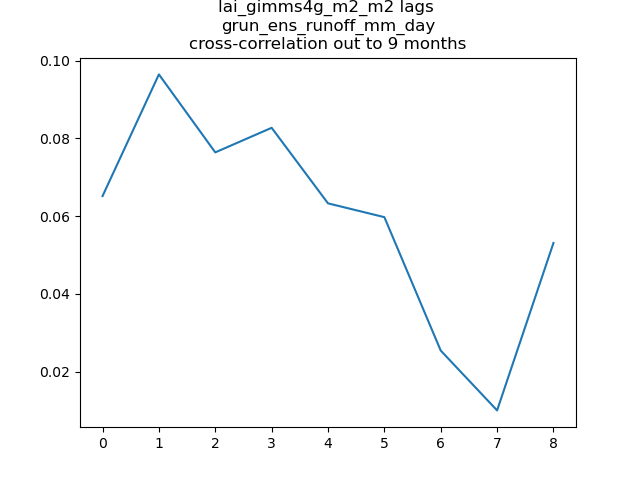 lai_gimms4g_m2_m2 lags
grun_ens_runoff_mm_day
cross-correlation out to 9 months
0.10
0.08
0.06
0.04
0.02
0 1 2 3 4 5 6 7 8